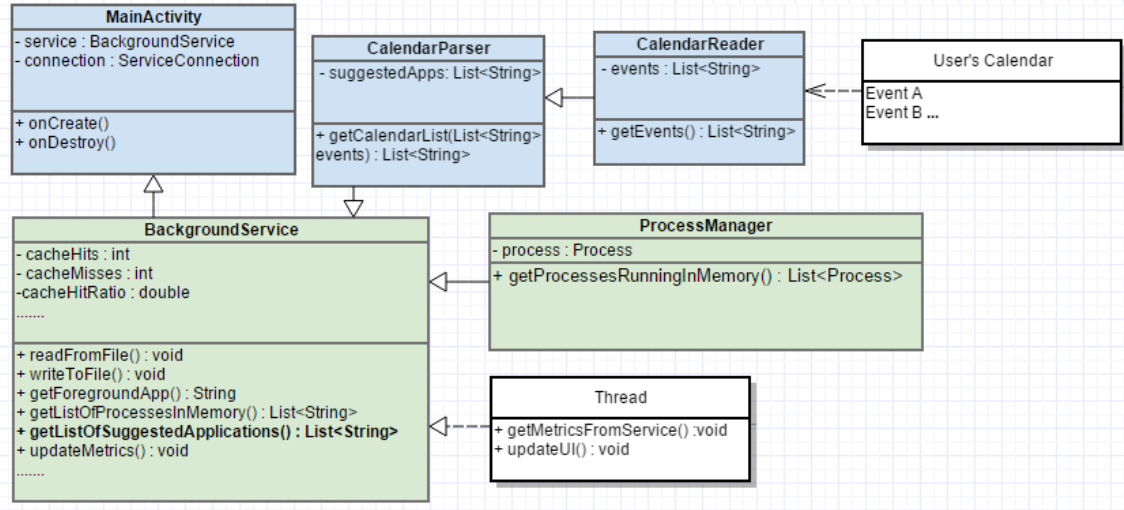 MainActivity
- service : BackgroundService
- connection : ServiceConnection
+ onCreate()
+ onDestroy()
CalendarParser
- suggestedApps: List<String>
+ getCalendarList(List<String>
events) : List<String>
CalendarReader
- events : List<String>
+ getEvents() : List<String>
User's Calendar
Event A
Event B ...
BackgroundService
- cacheHits : int
- cacheMisses : int
-cacheHitRatio : double
.......
+ readFromFile() : void
+ writeToFile() : void
+ getForegroundApp() : String
+ getListOfProcessesInMemory() : List<String>
+ getListOfSuggestedApplications() : List<String>
+ updateMetrics() : void
.......
ProcessManager
- process : Process
+ getProcessesRunningInMemory() : List<Process>
Thread
+ getMetricsFromService() :void
+ updateUI() : void